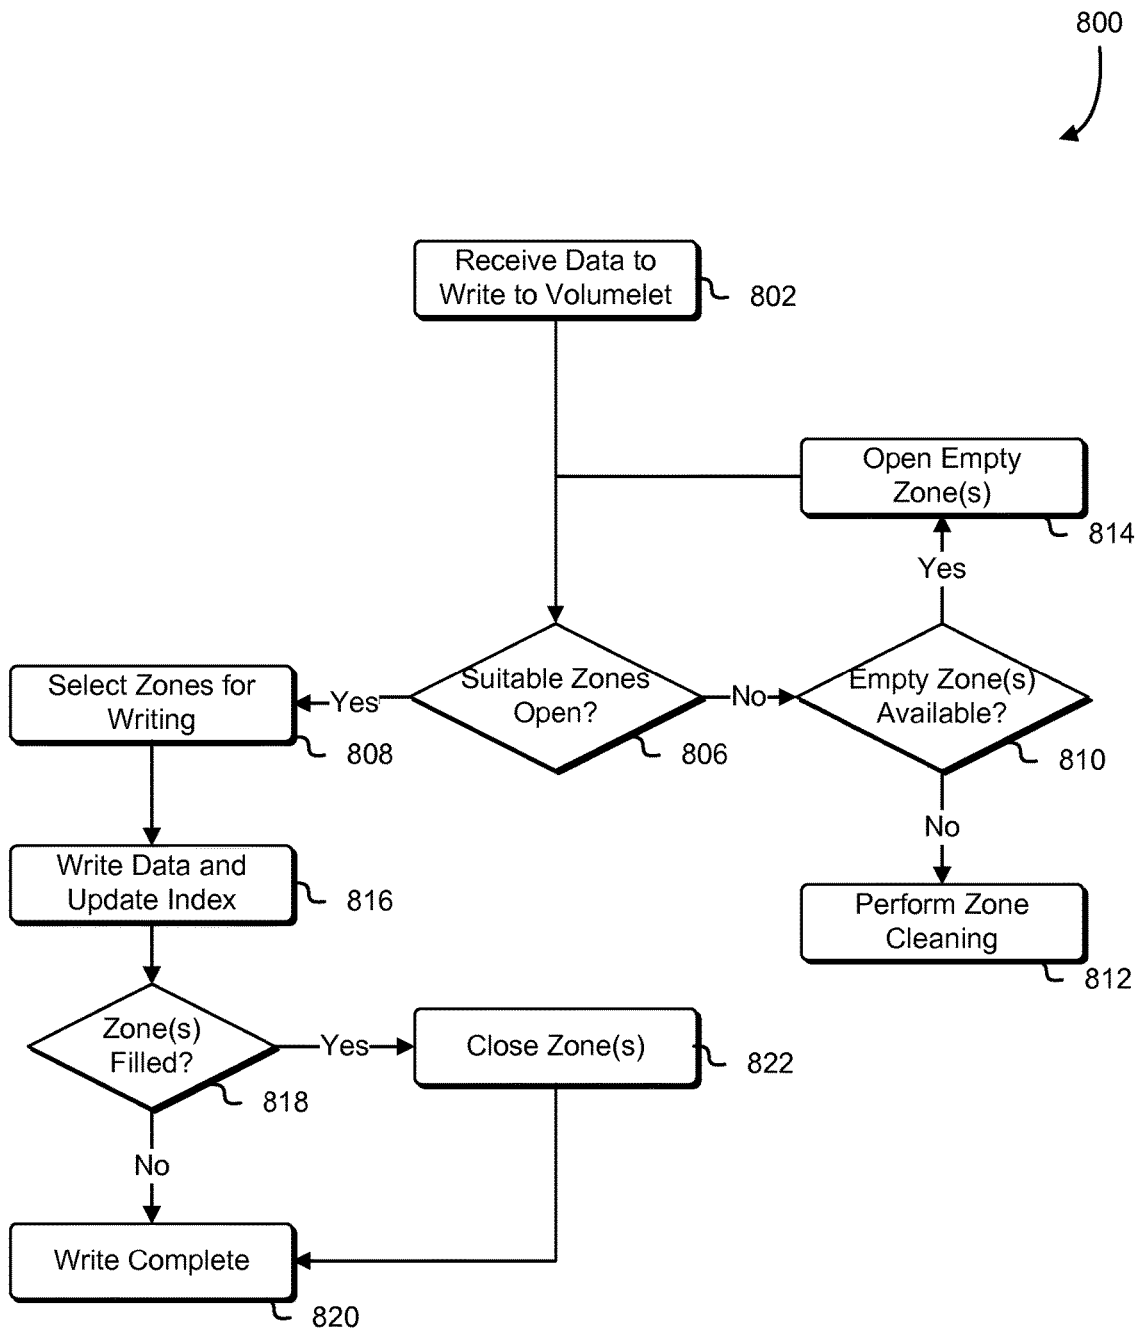 800
Receive Data to
Write to Volumelet
802
Open Empty
Zone(s)
814
Yes
Suitable Zones
Open?
806
No
Empty Zone(s)
Available?
810
Yes
Select Zones for
Writing
808
No
Write Data and
Update Index
816
Perform Zone
Cleaning
812
Zone(s)
Filled?
818
Yes
Close Zone(s)
822
No
Write Complete
820